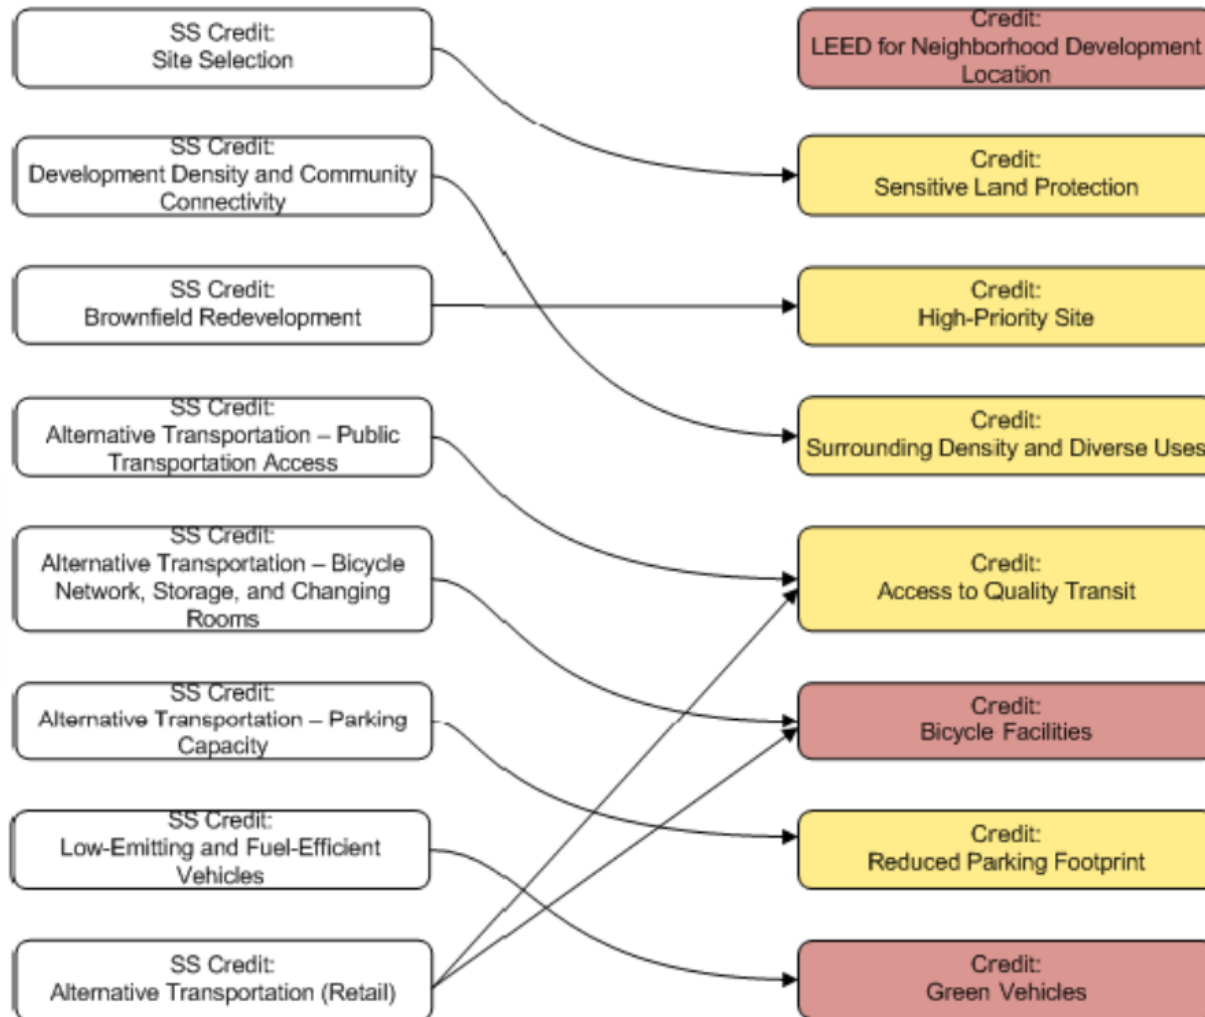 SS Credit:
Site Selection
Credit:
LEED for Neighborhood Development
Location
SS Credit:
Development Density and Community
Connectivity
Credit:
Sensitive Land Protection
SS Credit:
Brownfield Redevelopment
Credit:
High-Priority Site
SS Credit:
Alternative Transportation – Public
Transportation Access
Credit:
Surrounding Density and Diverse Uses
SS Credit:
Alternative Transportation – Bicycle
Network, Storage, and Changing
Rooms
Credit:
Access to Quality Transit
SS Credit:
Alternative Transportation – Parking
Capacity
Credit:
Bicycle Facilities
SS Credit:
Low-Emitting and Fuel-Efficient
Vehicles
Credit:
Reduced Parking Footprint
SS Credit:
Alternative Transportation (Retail)
Credit:
Green Vehicles